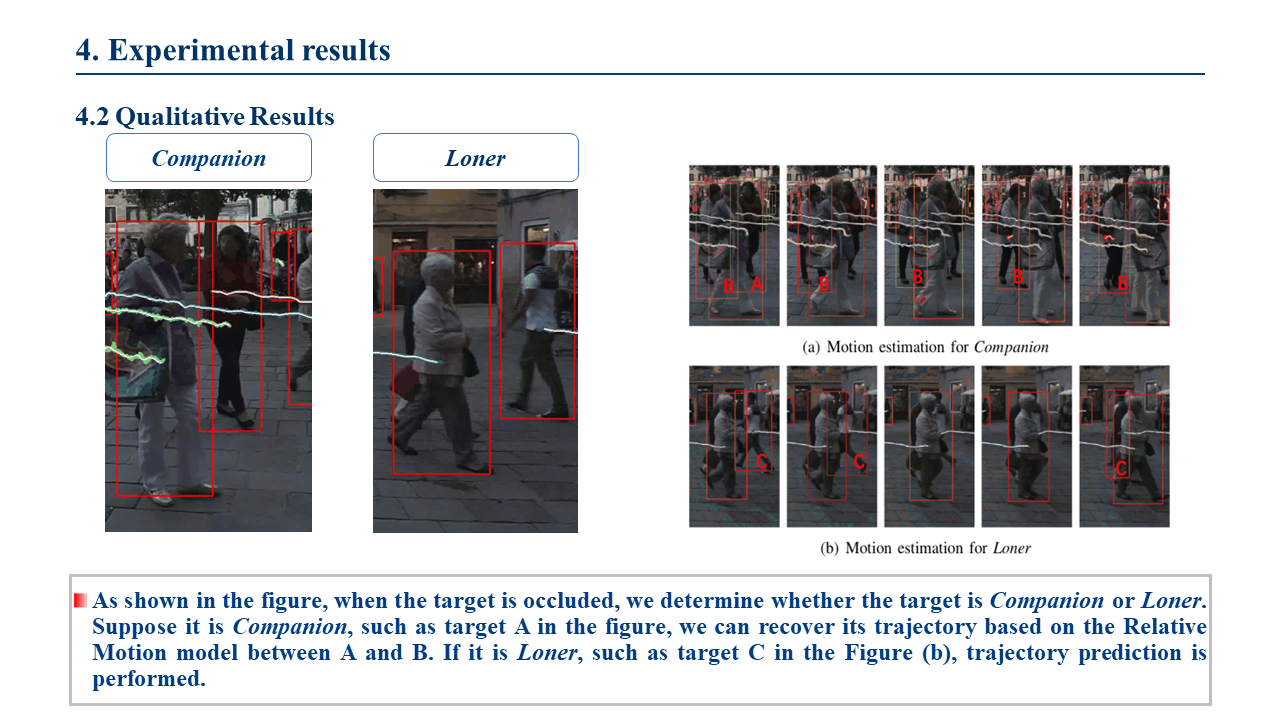 4. Experimental results
4.2 Qualitative Results
Companion
Loner
B A
B
B
B
B
(a) Motion estimation for Companion
C
C
C
(b) Motion estimation for Loner
As shown in the figure, when the target is occluded, we determine whether the target is Companion or Loner.
Suppose it is Companion, such as target A in the figure, we can recover its trajectory based on the Relative
Motion model between A and B. If it is Loner, such as target C in the Figure (b), trajectory prediction is
performed.